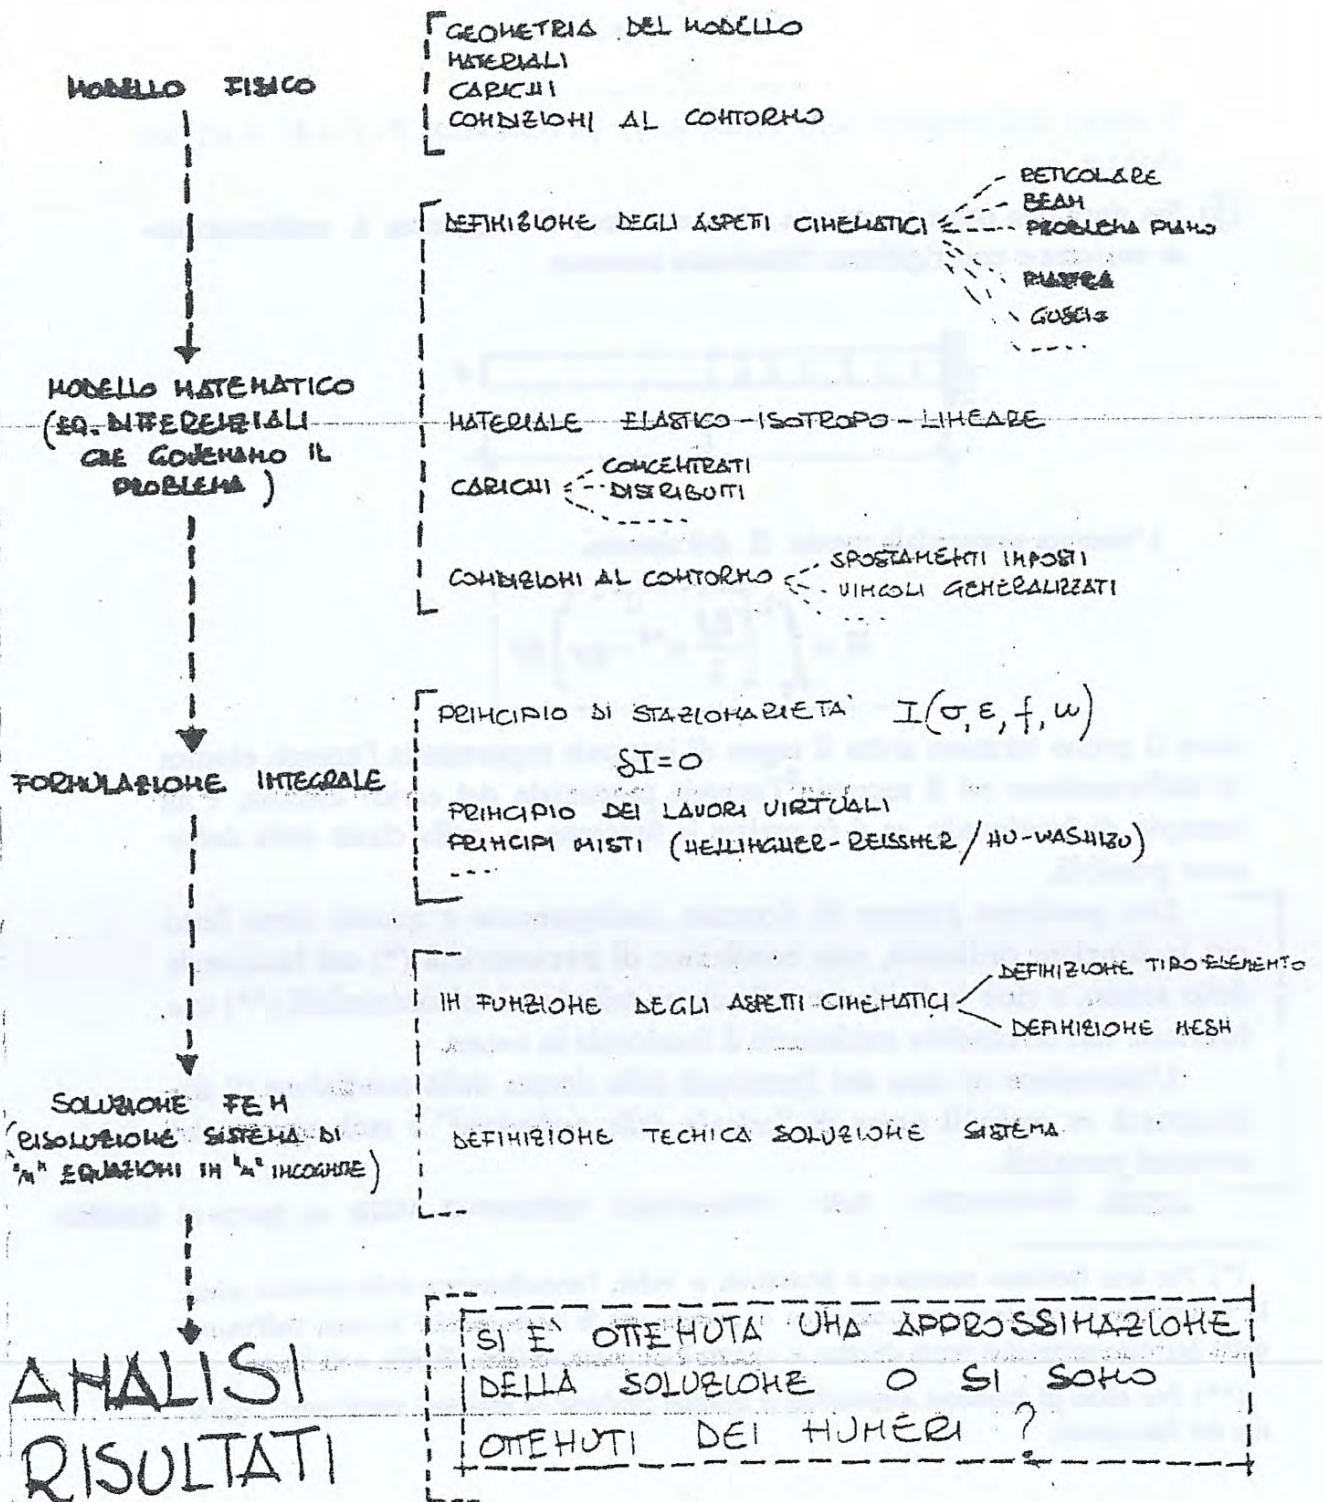 MODELLO FISICO
GEOMETRIA DEL MODELLO
MATERIALI
CARICHI
CONDIZIONI AL CONTORNO
DEFINIZIONE DEGLI ASPETI CINEMATICI
RETICOLARE
BEAM
PROBLEMA PIANO
PIASTRA
GUSCIO
MODELLO MATEMATICO
(EQ. DIFFERENZIALI
CHE GOVERNANO IL
PROBLEMA)
MATERIALE ELASTICO-ISOTROPO-LINEARE
CARICHI
CONCENTRATI
DISTRIBUITI
CONDIZIONI AL CONTORNO
SPOSTAMENTI IMPOSTI
VINCOLI GENERALIZZATI
FORMULAZIONE INTEGRALE
PRINCIPIO DI STAZIONARIETÀ I(σ, ε, f, u)
δI=0
PRINCIPIO DEI LAVORI VIRTUALI
PRINCIPI MISTI (HELLINGHER-REISSNER/HU-WASHIZU)
SOLUZIONE FEM
(RISOLUZIONE SISTEMA DI
"n" EQUAZIONI IN "n" INCOGNITE)
IN FUNZIONE DEGLI ASPETTI CINEMATICI
DEFINIZIONE TIPO ELEMENTO
DEFINIZIONE MESH
DEFINIZIONE TECNICA SOLUZIONE SISTEMA
ANALISI
RISULTATI
SI È OTTENUTA UNA APPROSSIMAZIONE
DELLA SOLUZIONE O SI SONO
OTTENUTI DEI NUMERI ?